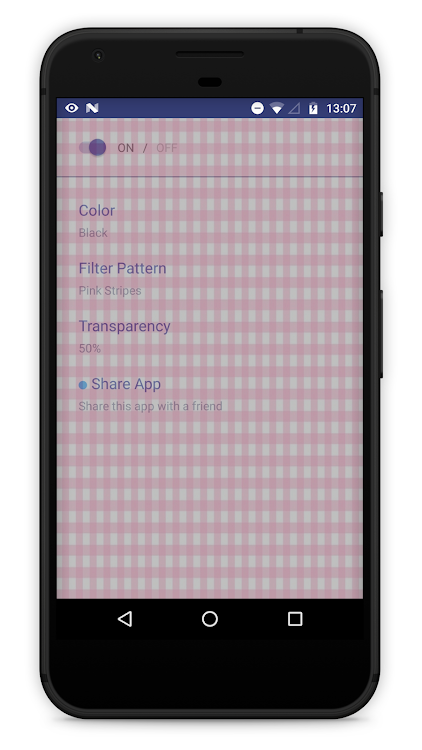 13:07
ON / OFF
Color
Black
Filter Pattern
Pink Stripes
Transparency
50%
Share App
Share this app with a friend